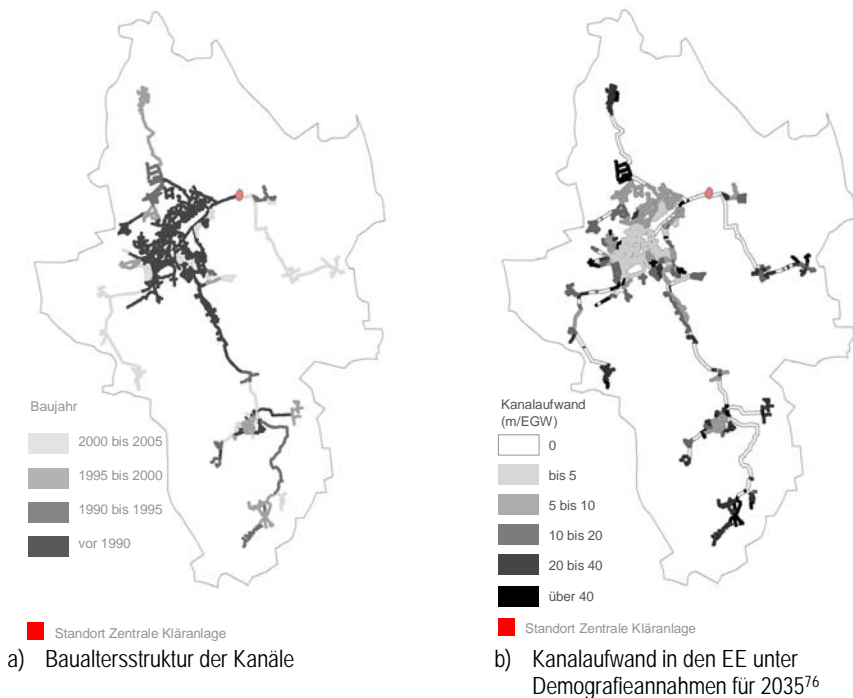 Baujahr
2000 bis 2005
1995 bis 2000
1990 bis 1995
vor 1990
Standort Zentrale Kläranlage
a) Baualtersstruktur der Kanäle
Kanalaufwand
(m/EGW)
0
bis 5
5 bis 10
10 bis 20
20 bis 40
über 40
Standort Zentrale Kläranlage
b) Kanalaufwand in den EE unter
Demografieannahmen für 2035⁷⁶